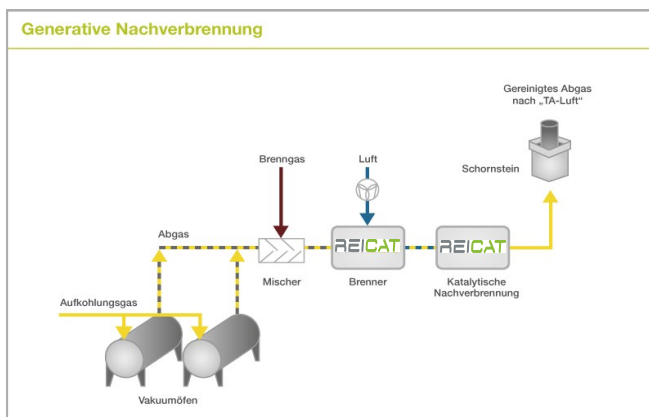 Generative Nachverbrennung
Gereinigtes Abgas
nach „TA-Luft“
Brenngas
Luft
Schornstein
Abgas
REICAT
REICAT
Mischer
Brenner
Katalytische
Nachverbrennung
Aufkohlungsgas
Vakuumöfen